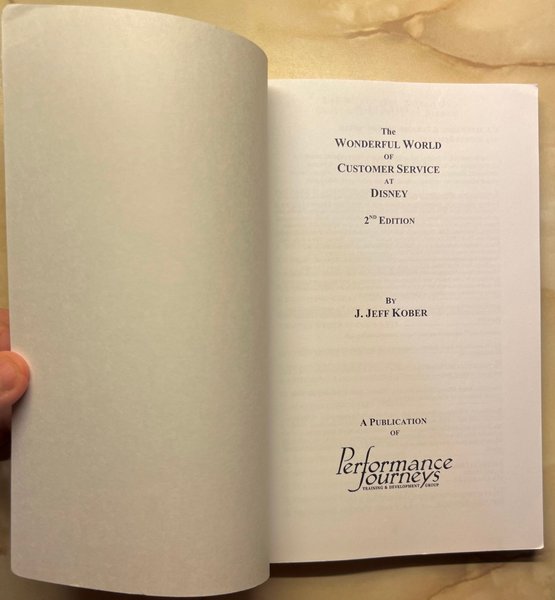 The
WONDERFUL WORLD
OF
CUSTOMER SERVICE
AT
DISNEY
2ND EDITION
BY
J. JEFF KOBER
A PUBLICATION
OF
Performance
Journeys
TRAINING & DEVELOPMENT GROUP